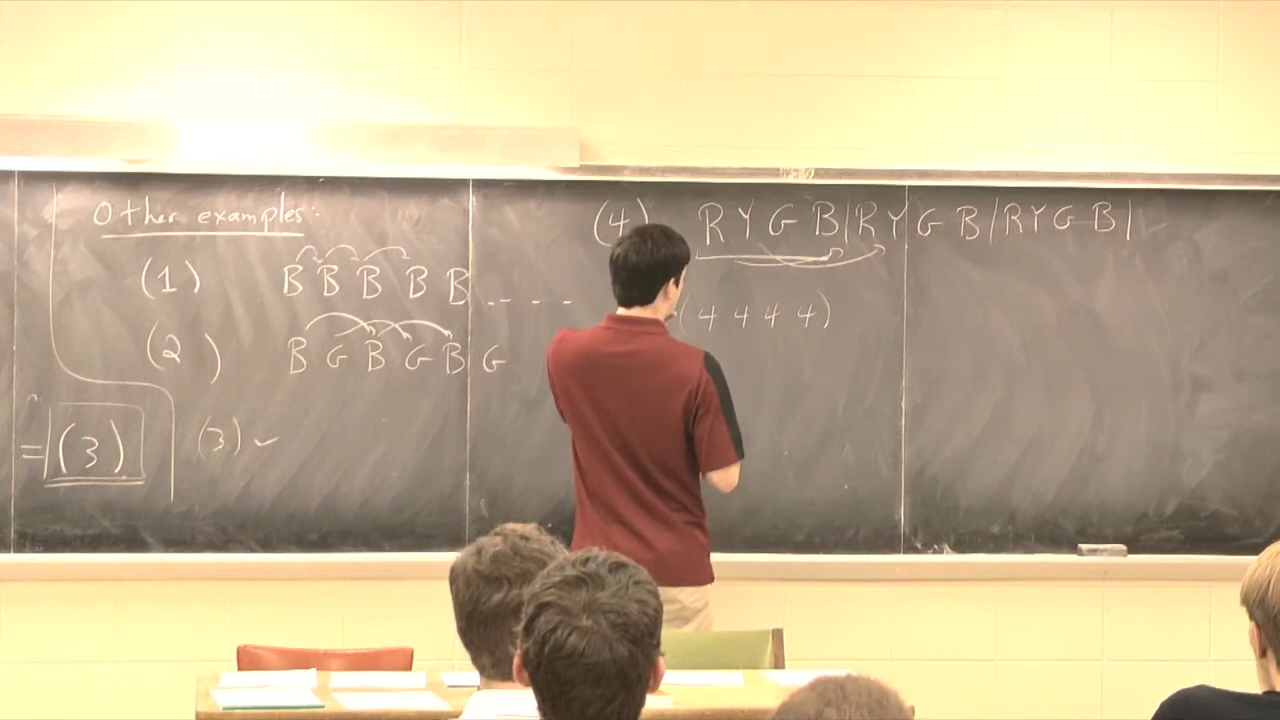 Other examples:
(1) B B B B B - - - -
(2) B G B G B G
= (3)
(3) ✓
(4) R Y G B | R Y G B | R Y G B |
(4 4 4 4)